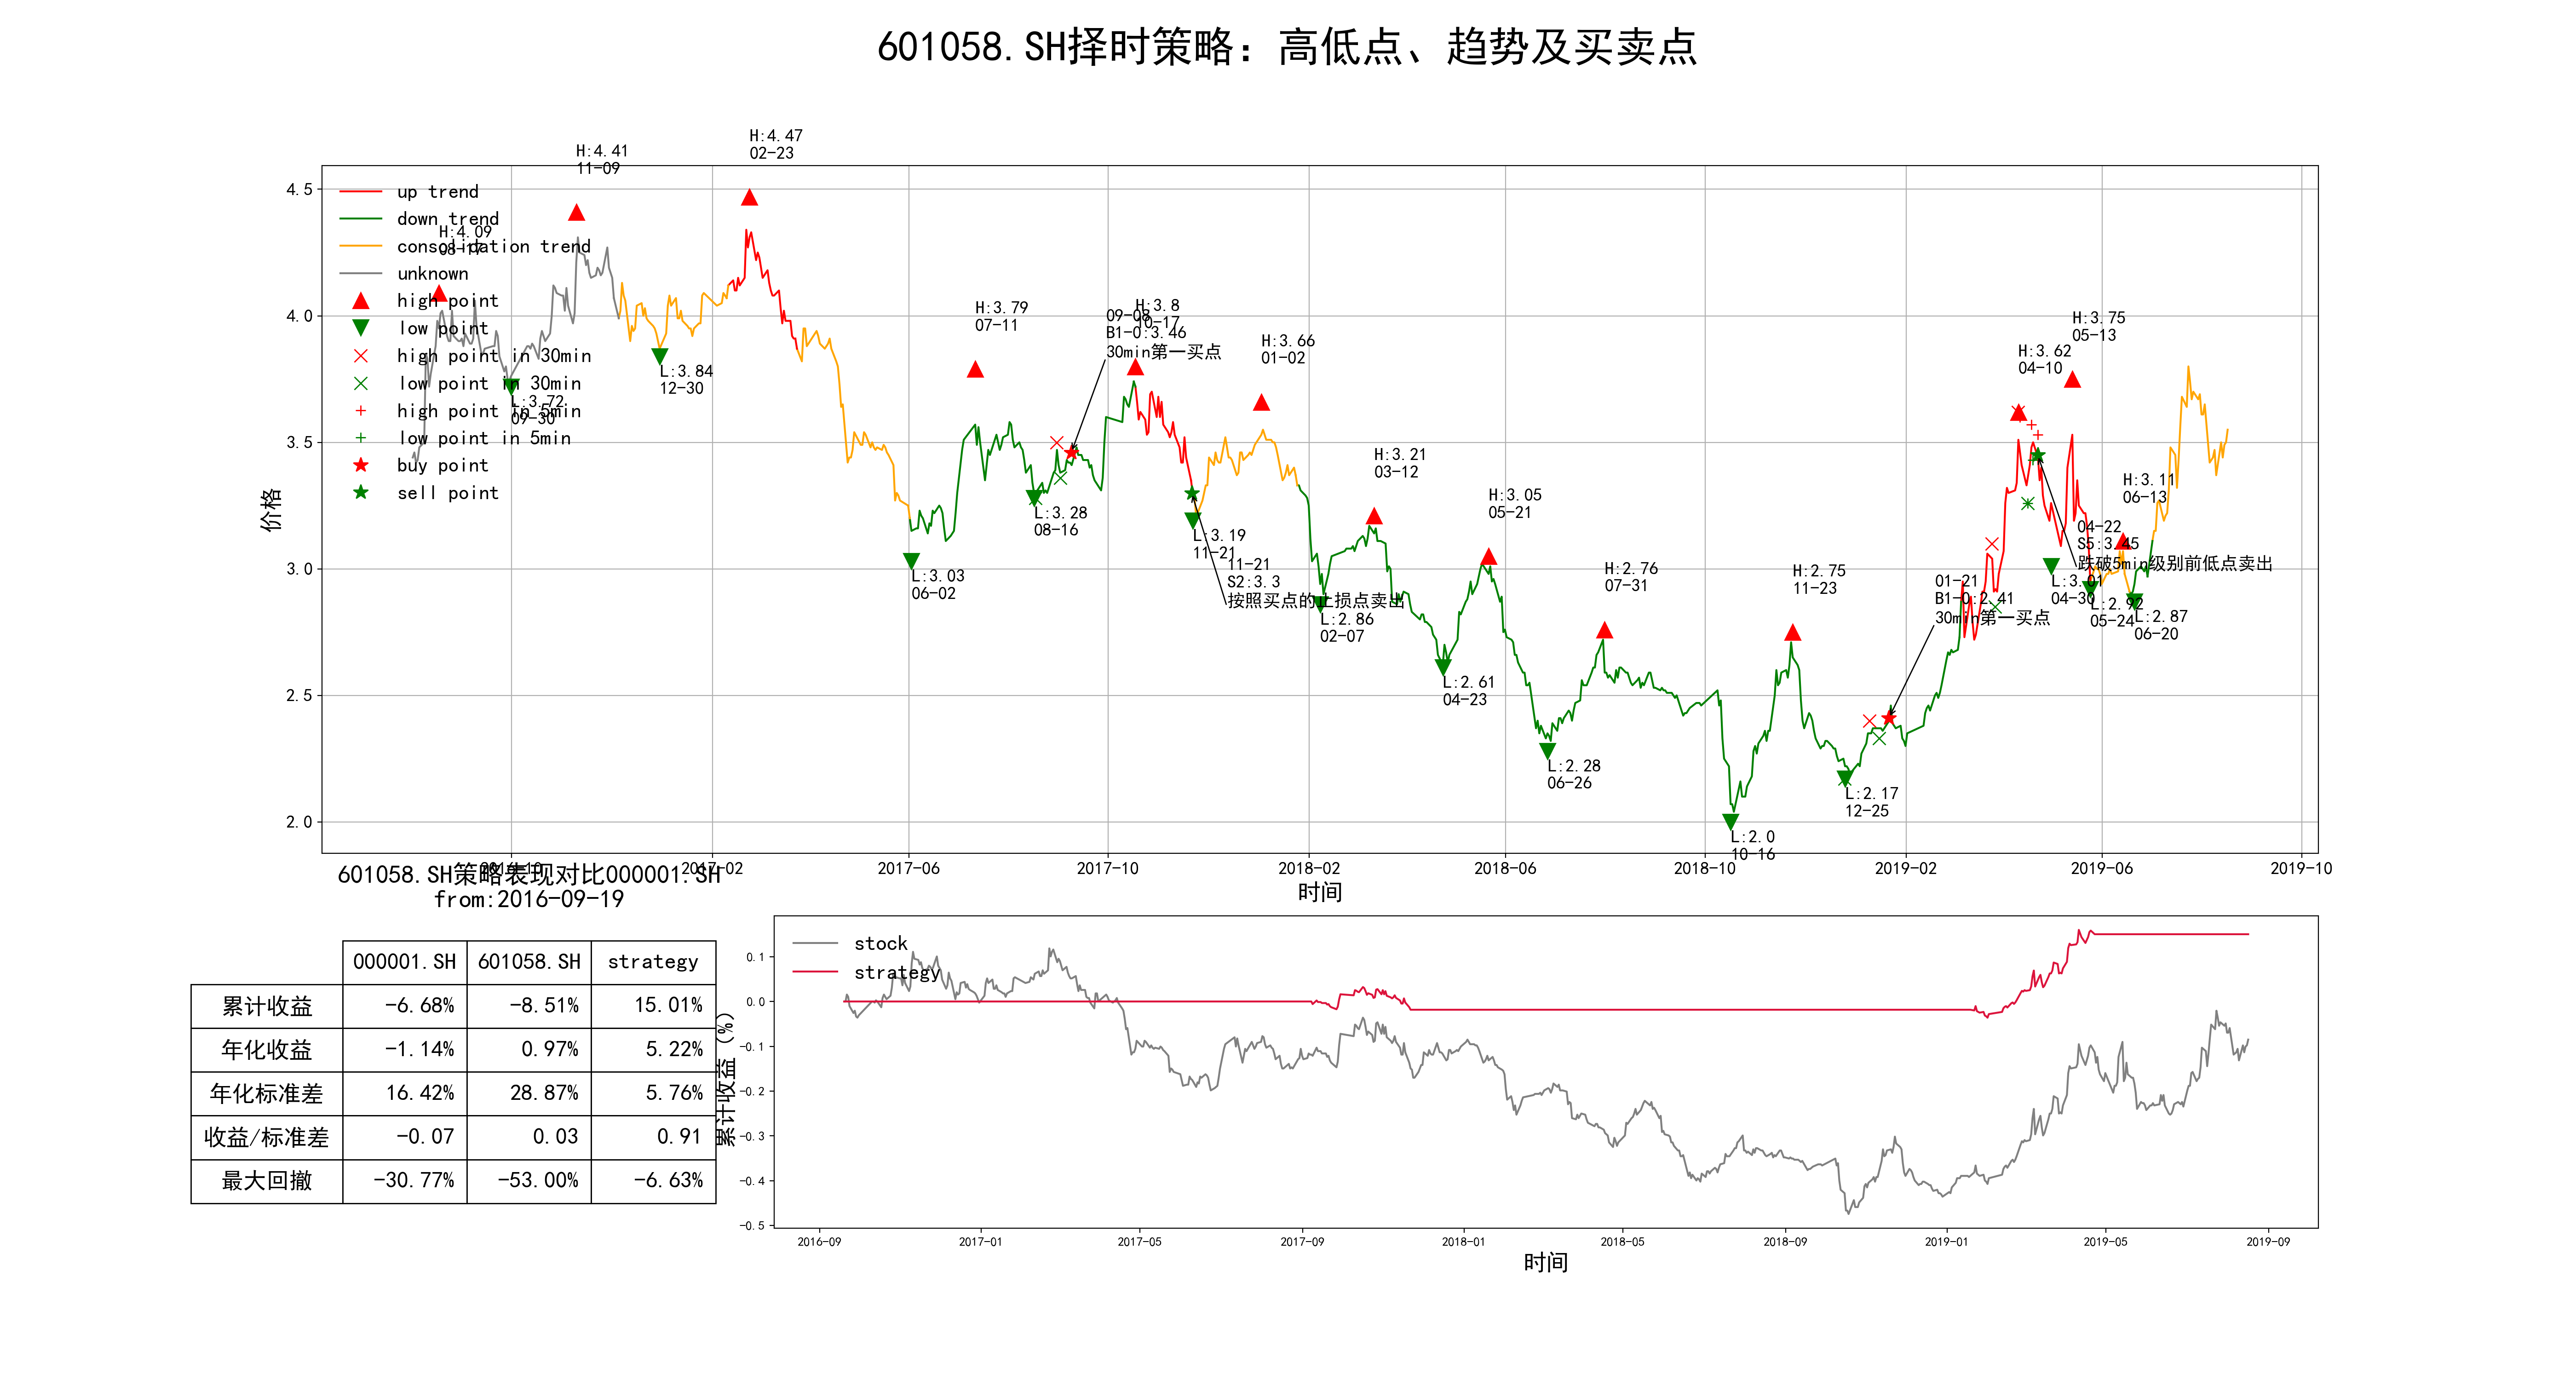 601058.SH择时策略：高低点、趋势及买卖点
H:4.47
02-23
H:4.41
11-09
H:4.09
08-17
up trend
down trend
consolidation trend
unknown
high point
low point
high point in 30min
low point in 30min
high point in 5min
low point in 5min
buy point
sell point
L:3.72
09-30
L:3.84
12-30
L:3.03
06-02
H:3.79
07-11
L:3.28
08-16
09-08
B1-0:3.46
30min第一买点
H:3.8
10-17
L:3.19
11-21
11-21
S2:3.3
按照买点的止损点卖出
H:3.66
01-02
L:2.86
02-07
H:3.21
03-12
L:2.61
04-23
H:3.05
05-21
L:2.28
06-26
H:2.76
07-31
L:2.0
10-16
H:2.75
11-23
L:2.17
12-25
01-21
B1-0:2.41
30min第一买点
H:3.62
04-10
04-22
S5:3.45
跌破5min级别前低点卖出
L:3.01
04-30
H:3.75
05-13
L:2.92
05-24
H:3.11
06-13
L:2.87
06-20
价格
4.5
4.0
3.5
3.0
2.5
2.0
2016-10
2017-02
2017-06
2017-10
2018-02
2018-06
2018-10
2019-02
2019-06
2019-10
时间
601058.SH策略表现对比000001.SH
from:2016-09-19
000001.SH 601058.SH strategy
累计收益 -6.68% -8.51% 15.01%
年化收益 -1.14% 0.97% 5.22%
年化标准差 16.42% 28.87% 5.76%
收益/标准差 -0.07 0.03 0.91
最大回撤 -30.77% -53.00% -6.63%
累计收益（%）
0.1
0.0
-0.1
-0.2
-0.3
-0.4
-0.5
stock
strategy
2016-09
2017-01
2017-05
2017-09
2018-01
2018-05
2018-09
2019-01
2019-05
2019-09
时间